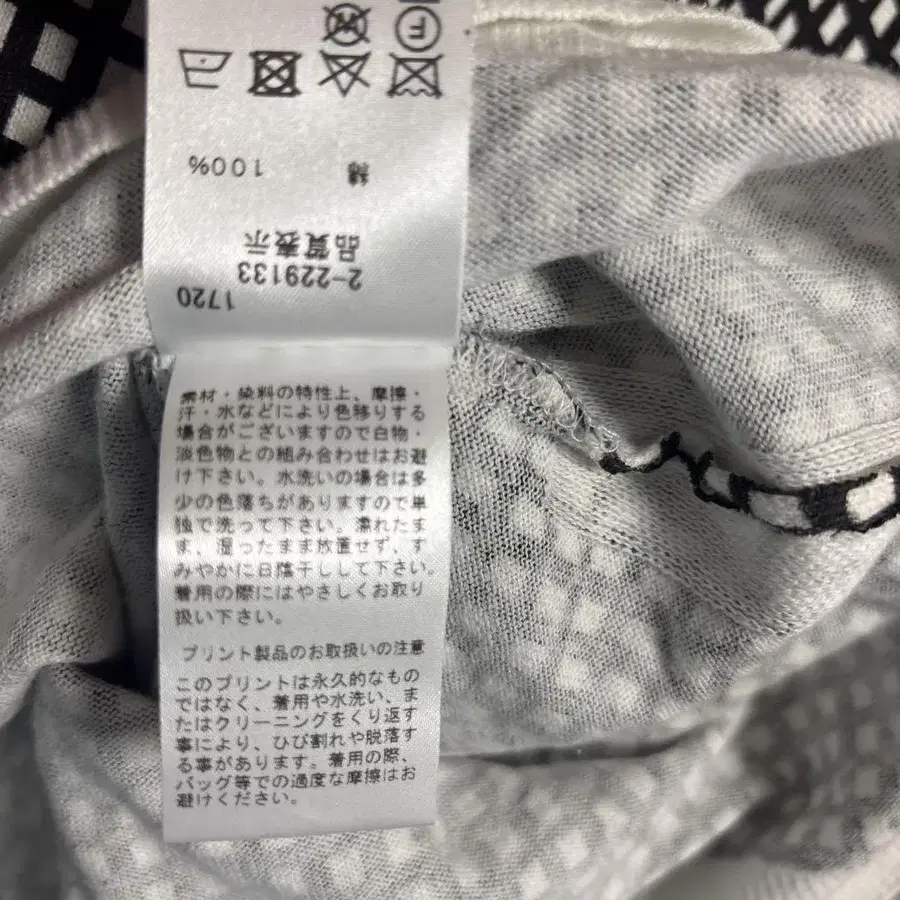 1720
2-229133
品質表示
綿 100%
素材・染料の特性上、摩擦・
汗・水などにより色移りする
場合がございますので白物・
淡色物との組み合わせはお避
け下さい。水洗いの場合は多
少の色落ちがありますので単
独で洗って下さい。濡れたま
ま、湿ったまま放置せず、す
みやかに日陰干しして下さい。
着用の際にはやさしくお取り
扱い下さい。
プリント製品のお取扱いの注意
このプリントは永久的なもの
ではなく、着用や水洗い、ま
たはクリーニングをくり返す
事により、ひび割れや脱落す
る事があります。着用の際、
バッグ等での過度な摩擦はお
避けください。
W
F